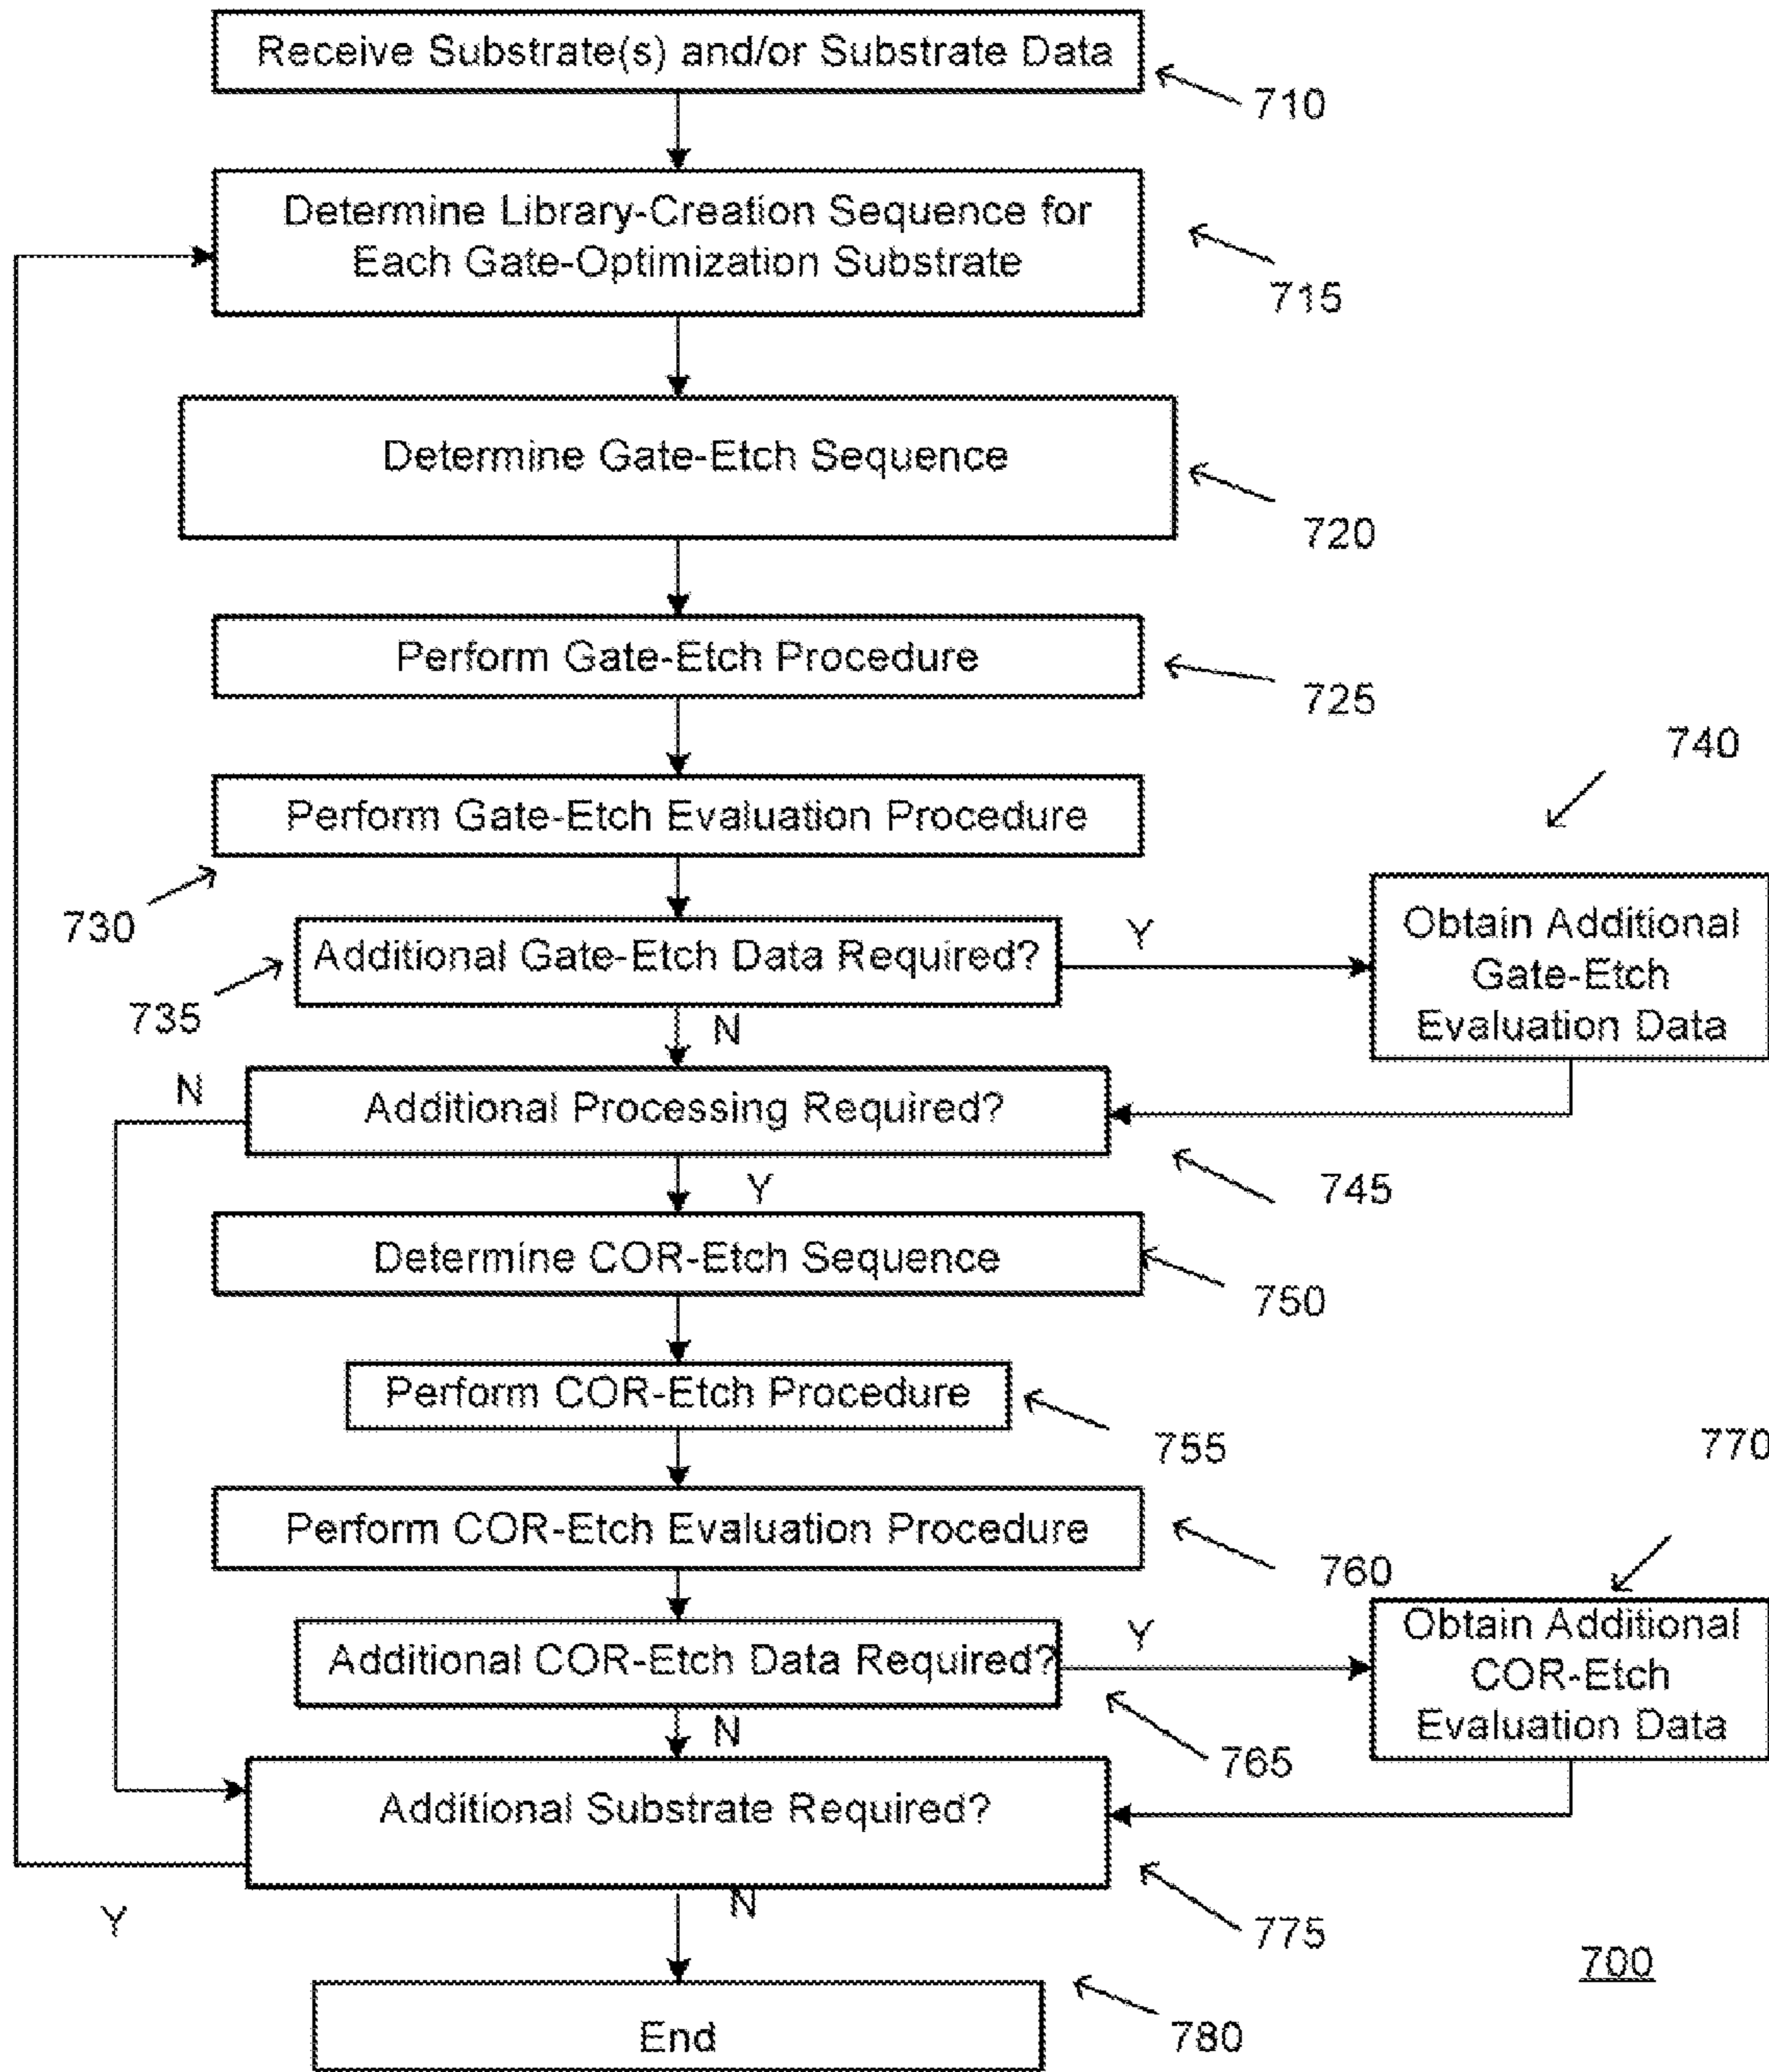 Receive Substrate(s) and/or Substrate Data
710
Determine Library-Creation Sequence for
Each Gate-Optimization Substrate
715
Determine Gate-Etch Sequence
720
Perform Gate-Etch Procedure
725
740
Perform Gate-Etch Evaluation Procedure
730
Additional Gate-Etch Data Required?
Y
735
N
Obtain Additional
Gate-Etch
Evaluation Data
Additional Processing Required?
N
745
Y
Determine COR-Etch Sequence
750
Perform COR-Etch Procedure
755
770
Perform COR-Etch Evaluation Procedure
760
Additional COR-Etch Data Required?
Y
765
N
Obtain Additional
COR-Etch
Evaluation Data
Additional Substrate Required?
775
Y
N
700
End
780